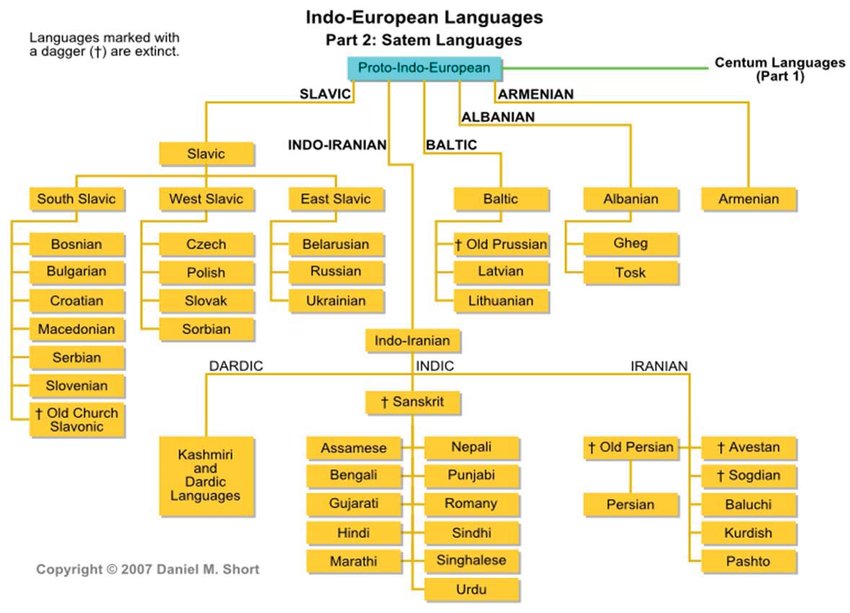 Indo-European Languages
Part 2: Satem Languages
Languages marked with
a dagger (†) are extinct.
Proto-Indo-European
Centum Languages
(Part 1)
SLAVIC
ARMENIAN
ALBANIAN
INDO-IRANIAN
BALTIC
Slavic
South Slavic
West Slavic
East Slavic
Baltic
Albanian
Armenian
Bosnian
Bulgarian
Croatian
Macedonian
Serbian
Slovenian
† Old Church
Slavonic
Czech
Polish
Slovak
Sorbian
Belarusian
Russian
Ukrainian
† Old Prussian
Latvian
Lithuanian
Gheg
Tosk
Indo-Iranian
DARDIC
INDIC
IRANIAN
Kashmiri
and
Dardic
Languages
† Sanskrit
Assamese
Bengali
Gujarati
Hindi
Marathi
Nepali
Punjabi
Romany
Sindhi
Singhalese
Urdu
† Old Persian
Persian
† Avestan
† Sogdian
Baluchi
Kurdish
Pashto
Copyright © 2007 Daniel M. Short